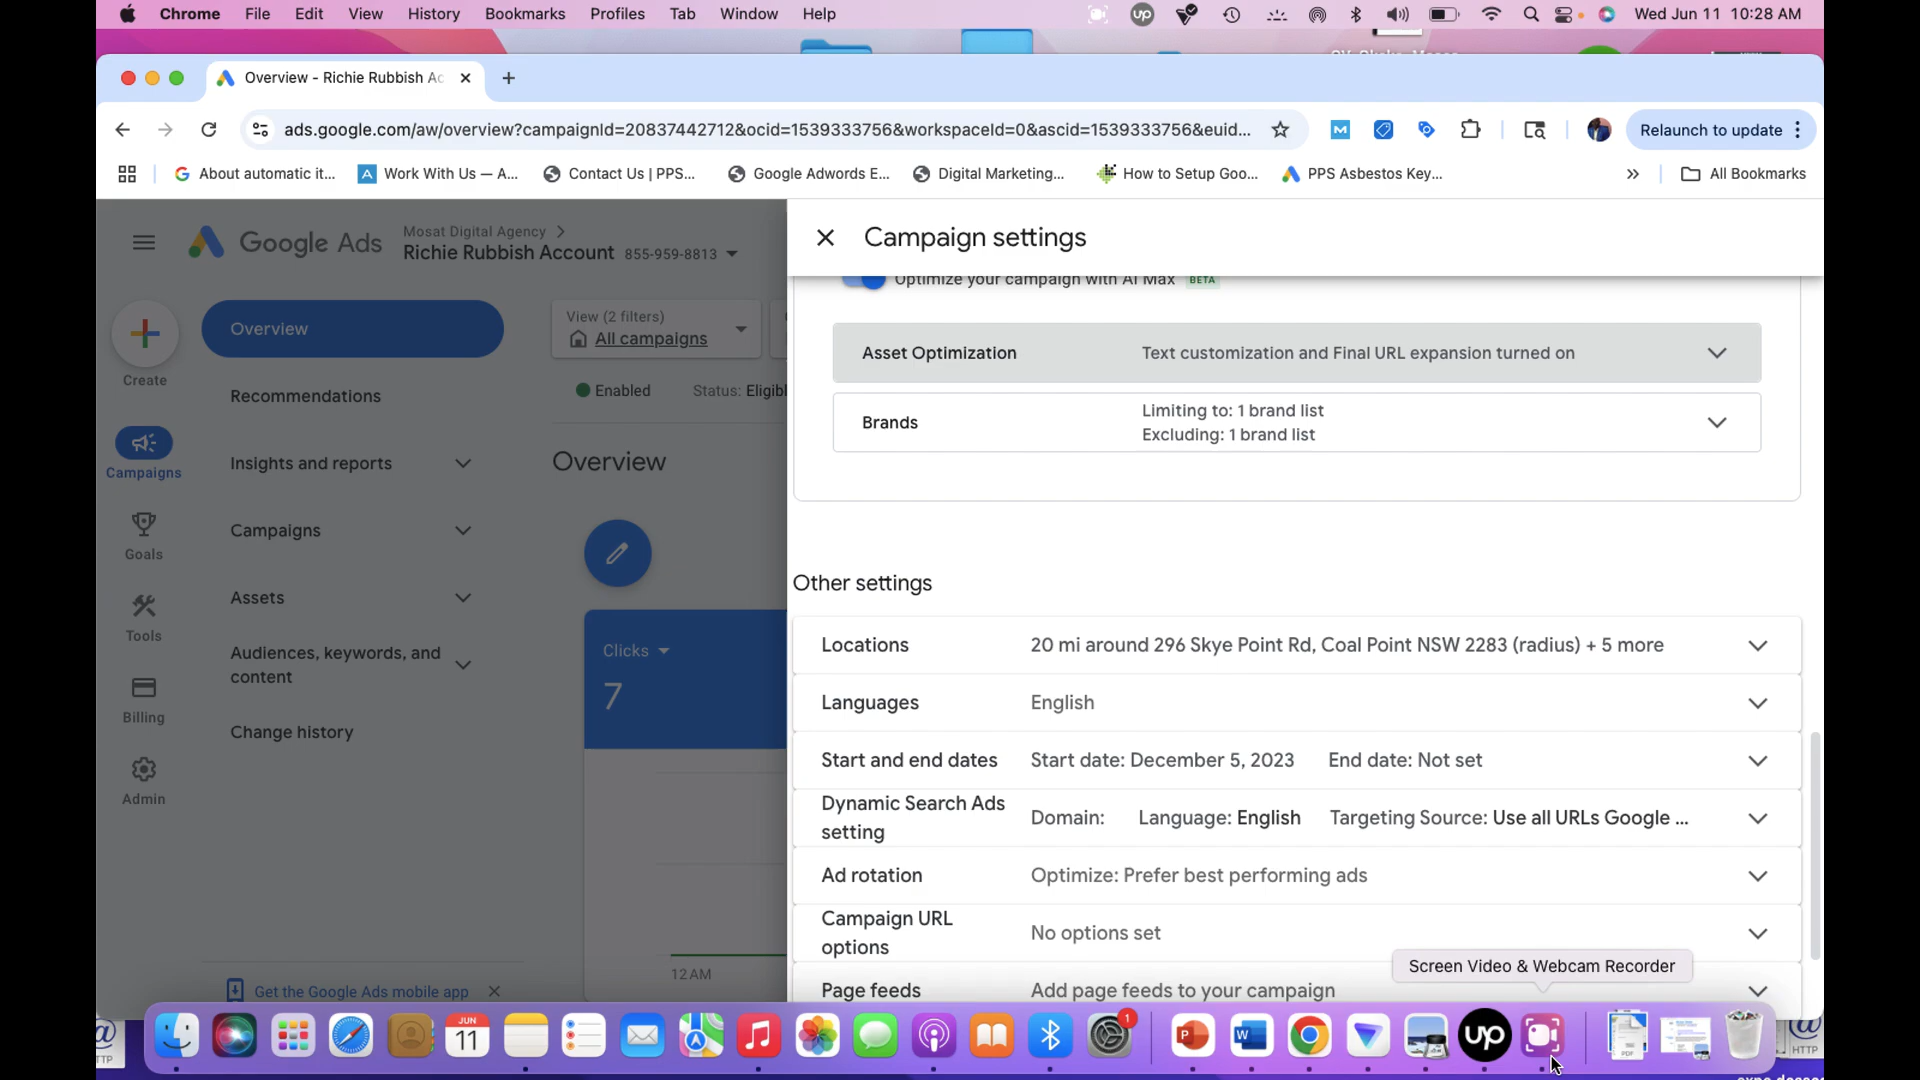 Chrome File Edit View History Bookmarks Profiles Tab Window Help
Wed Jun 11 10:28 AM
Overview - Richie Rubbish Ac
ads.google.com/aw/overview?campaignId=20837442712&ocid=1539333756&workspaceId=0&ascid=1539333756&euid...
Relaunch to update
About automatic it...
Work With Us — A...
Contact Us | PPS...
Google Adwords E...
Digital Marketing...
How to Setup Goo...
PPS Asbestos Key...
All Bookmarks
Google Ads
Mosat Digital Agency
Richie Rubbish Account 855-959-8813
Campaign settings
Optimize your campaign with AI Max BETA
Create
Campaigns
Goals
Tools
Billing
Admin
Overview
Recommendations
Insights and reports
Campaigns
Assets
Audiences, keywords, and
content
Change history
Get the Google Ads mobile app
View (2 filters)
All campaigns
Enabled Status: Eligibl
Overview
Clicks
7
12 AM
Asset Optimization Text customization and Final URL expansion turned on
Brands Limiting to: 1 brand list
Excluding: 1 brand list
Other settings
Locations 20 mi around 296 Skye Point Rd, Coal Point NSW 2283 (radius) + 5 more
Languages English
Start and end dates Start date: December 5, 2023 End date: Not set
Dynamic Search Ads
setting Domain: Language: English Targeting Source: Use all URLs Google ...
Ad rotation Optimize: Prefer best performing ads
Campaign URL
options No options set
Page feeds Add page feeds to your campaign
Screen Video & Webcam Recorder
JUN
11
1
up
PDF
HTTP
HTTP